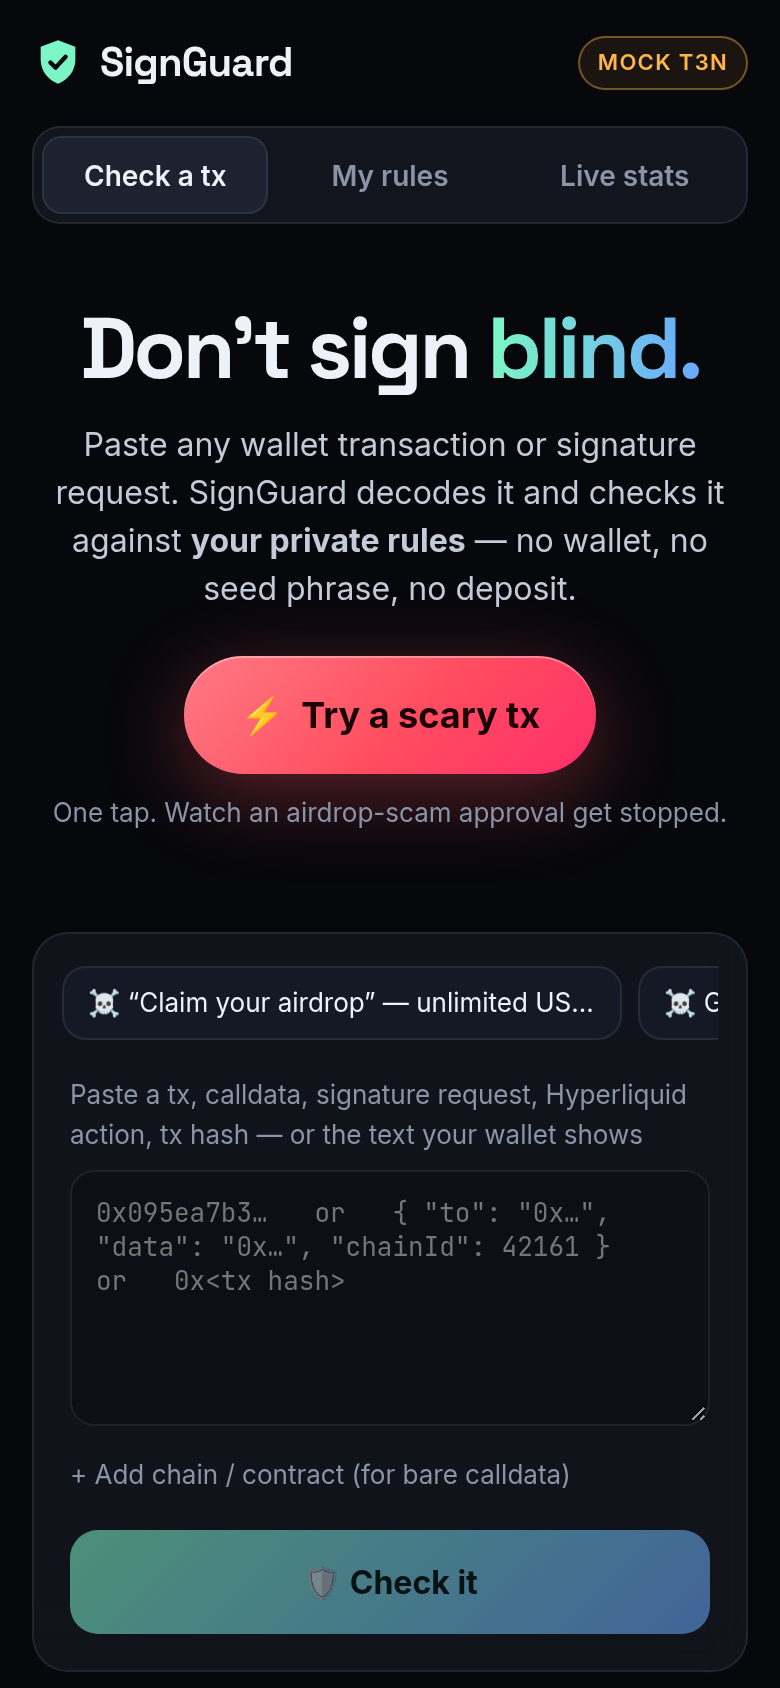 SignGuard
MOCK T3N
Check a tx
My rules
Live stats
Don’t sign blind.
Paste any wallet transaction or signature
request. SignGuard decodes it and checks it
against your private rules — no wallet, no
seed phrase, no deposit.
⚡ Try a scary tx
One tap. Watch an airdrop-scam approval get stopped.
☠️ “Claim your airdrop” — unlimited US…
☠️ G
Paste a tx, calldata, signature request, Hyperliquid
action, tx hash — or the text your wallet shows
0x095ea7b3…   or   { "to": "0x…",
"data": "0x…", "chainId": 42161 }
or   0x<tx hash>
+ Add chain / contract (for bare calldata)
🛡️ Check it